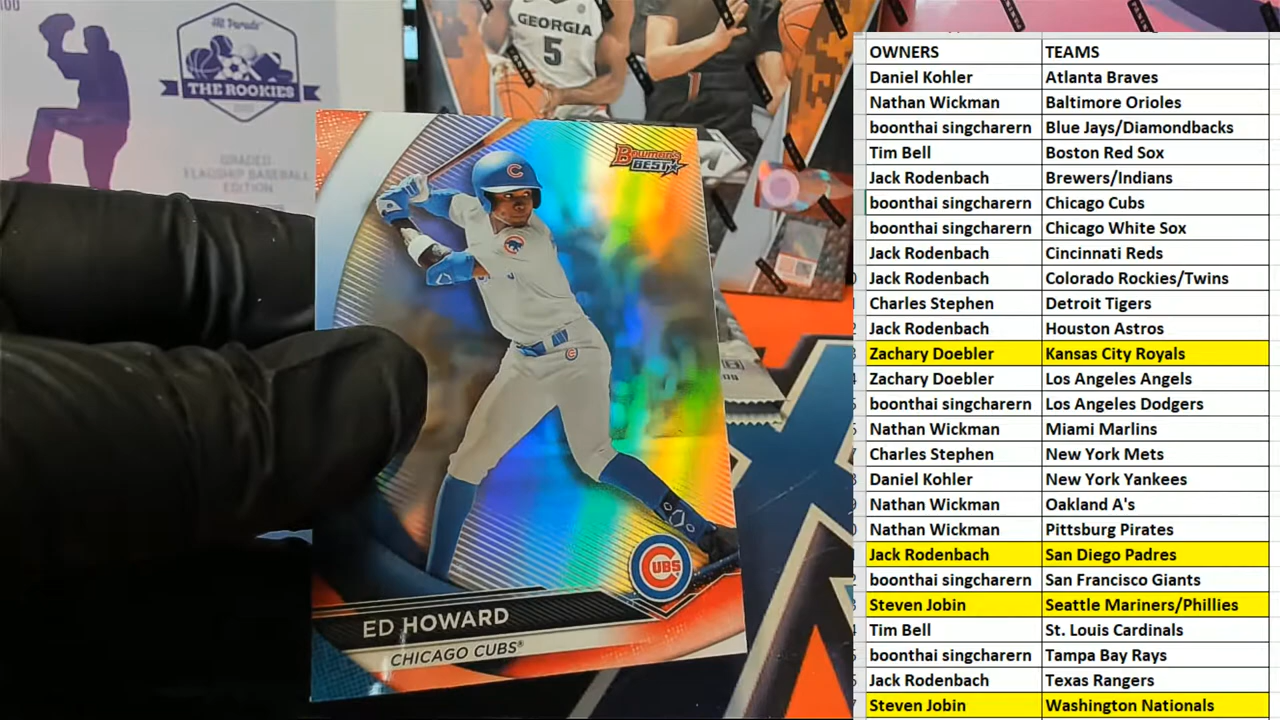 Hit Parade
THE ROOKIES
GRADED
FLAGSHIP BASEBALL
EDITION
GEORGIA
5
1
Bowman's
BEST
C
CUBS
ED HOWARD
CHICAGO CUBS
OWNERS TEAMS
Daniel Kohler Atlanta Braves
Nathan Wickman Baltimore Orioles
boonthai singcharern Blue Jays/Diamondbacks
Tim Bell Boston Red Sox
Jack Rodenbach Brewers/Indians
boonthai singcharern Chicago Cubs
boonthai singcharern Chicago White Sox
Jack Rodenbach Cincinnati Reds
Jack Rodenbach Colorado Rockies/Twins
Charles Stephen Detroit Tigers
Jack Rodenbach Houston Astros
Zachary Doebler Kansas City Royals
Zachary Doebler Los Angeles Angels
boonthai singcharern Los Angeles Dodgers
Nathan Wickman Miami Marlins
Charles Stephen New York Mets
Daniel Kohler New York Yankees
Nathan Wickman Oakland A's
Nathan Wickman Pittsburg Pirates
Jack Rodenbach San Diego Padres
boonthai singcharern San Francisco Giants
Steven Jobin Seattle Mariners/Phillies
Tim Bell St. Louis Cardinals
boonthai singcharern Tampa Bay Rays
Jack Rodenbach Texas Rangers
Steven Jobin Washington Nationals